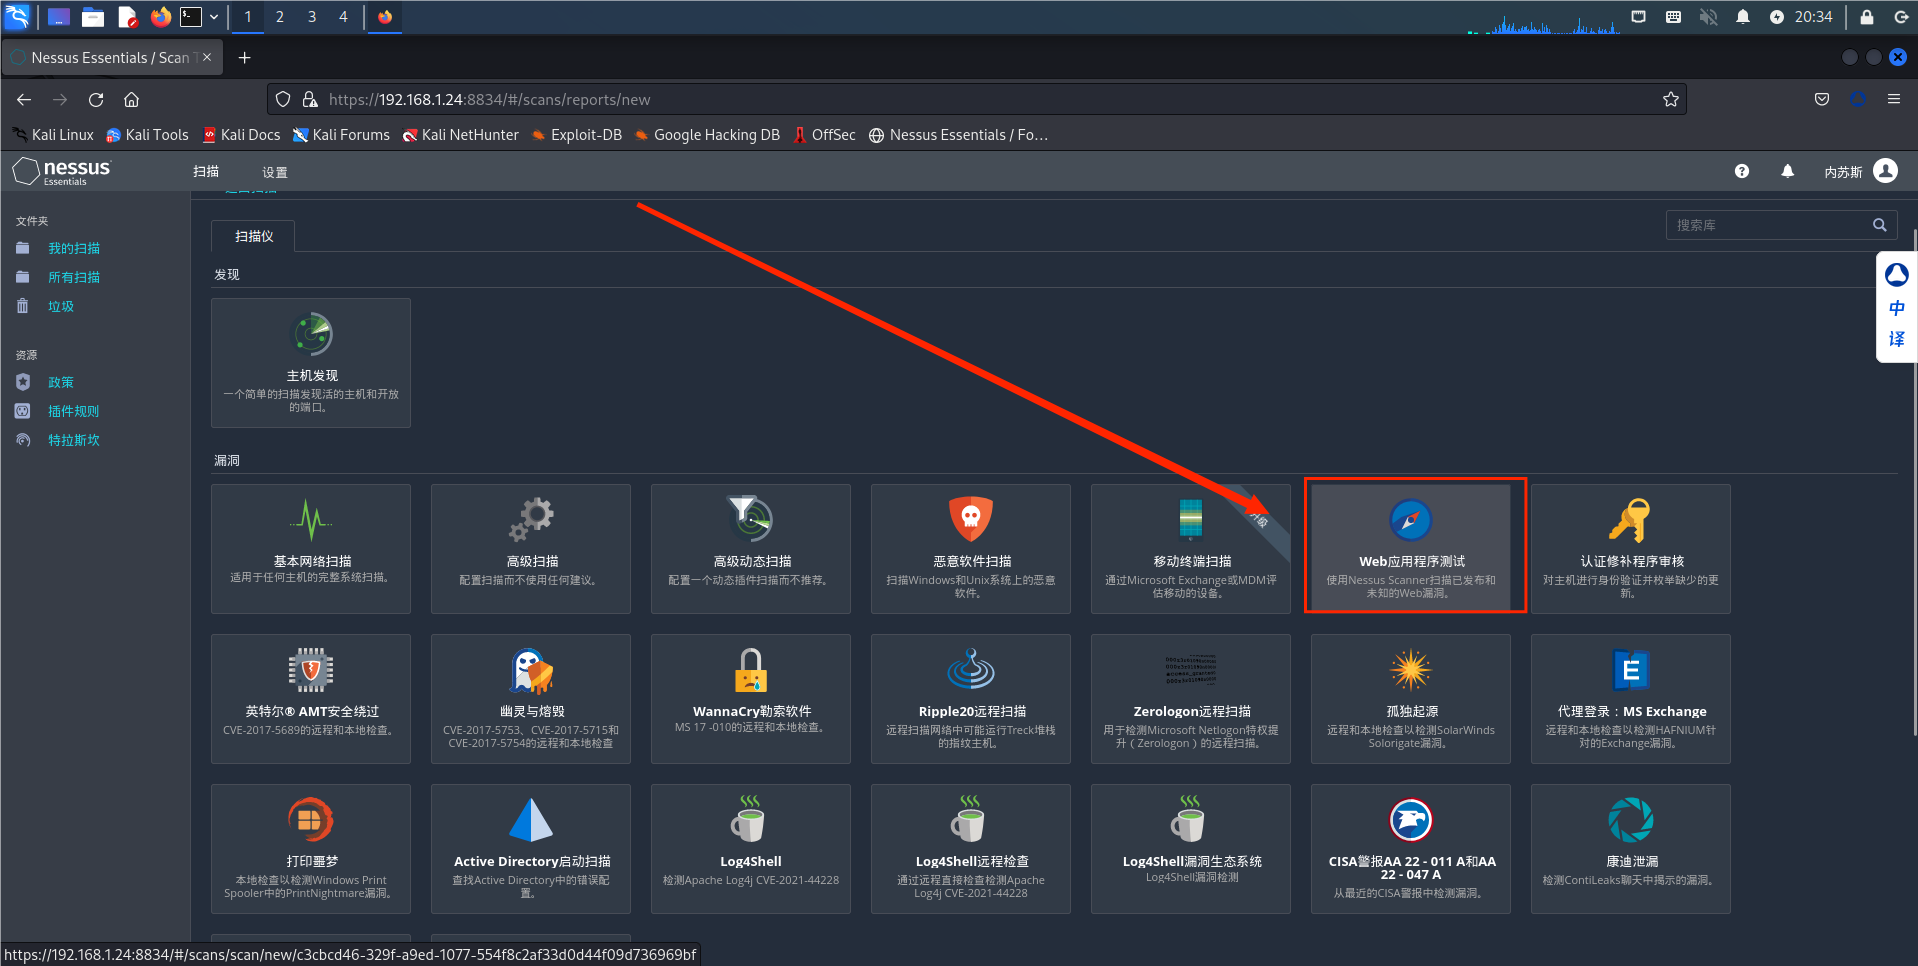 1 2 3 4
20:34
Nessus Essentials / Scan T
https://192.168.1.24:8834/#/scans/reports/new
Kali Linux Kali Tools Kali Docs Kali Forums Kali NetHunter Exploit-DB Google Hacking DB OffSec Nessus Essentials / Fo…
nessus
Essentials
扫描 设置
内苏斯
返回扫描
文件夹
我的扫描
所有扫描
垃圾
资源
政策
插件规则
特拉斯坎
扫描仪
搜索库
中
译
发现
主机发现
一个简单的扫描发现活的主机和开放
的端口。
漏洞
基本网络扫描
适用于任何主机的完整系统扫描。
高级扫描
配置扫描而不使用任何建议。
高级动态扫描
配置一个动态插件扫描而不推荐。
恶意软件扫描
扫描Windows和Unix系统上的恶意
软件。
升级
移动终端扫描
通过Microsoft Exchange或MDM评
估移动的设备。
Web应用程序测试
使用Nessus Scanner扫描已发布和
未知的Web漏洞。
认证修补程序审核
对主机进行身份验证并枚举缺少的更
新。
英特尔® AMT安全绕过
CVE-2017-5689的远程和本地检查。
幽灵与熔毁
CVE-2017-5753、CVE-2017-5715和
CVE-2017-5754的远程和本地检查
WannaCry勒索软件
MS 17 -010的远程和本地检查。
Ripple20远程扫描
远程扫描网络中可能运行Treck堆栈
的指纹主机。
Zerologon远程扫描
用于检测Microsoft Netlogon特权提
升（Zerologon）的远程扫描。
孤独起源
远程和本地检查以检测SolarWinds
Solorigate漏洞。
代理登录：MS Exchange
远程和本地检查以检测HAFNIUM针
对的Exchange漏洞。
打印噩梦
本地检查以检测Windows Print
Spooler中的PrintNightmare漏洞。
Active Directory启动扫描
查找Active Directory中的错误配
置。
Log4Shell
检测Apache Log4j CVE-2021-44228
Log4Shell远程检查
通过远程直接检查检测Apache
Log4j CVE-2021-44228
Log4Shell漏洞生态系统
Log4Shell漏洞检测
CISA警报AA 22 - 011 A和AA
22 - 047 A
从最近的CISA警报中检测漏洞。
康迪泄漏
检测ContiLeaks聊天中揭示的漏洞。
https://192.168.1.24:8834/#/scans/scan/new/c3cbcd46-329f-a9ed-1077-554f8c2af33d0d44f09d736969bf